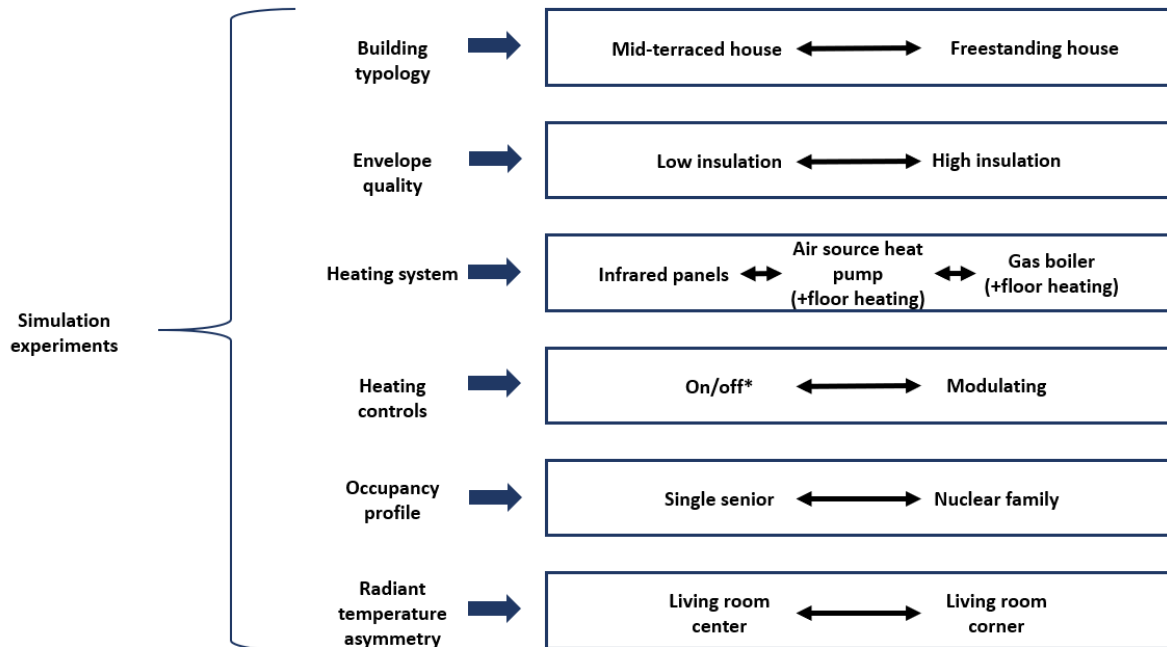 Building
typology
Mid-terraced house
Freestanding house
Envelope
quality
Low insulation
High insulation
Heating system
Infrared panels
Air source heat
pump
(+floor heating)
Gas boiler
(+floor heating)
Simulation
experiments
Heating
controls
On/off*
Modulating
Occupancy
profile
Single senior
Nuclear family
Radiant
temperature
asymmetry
Living room
center
Living room
corner